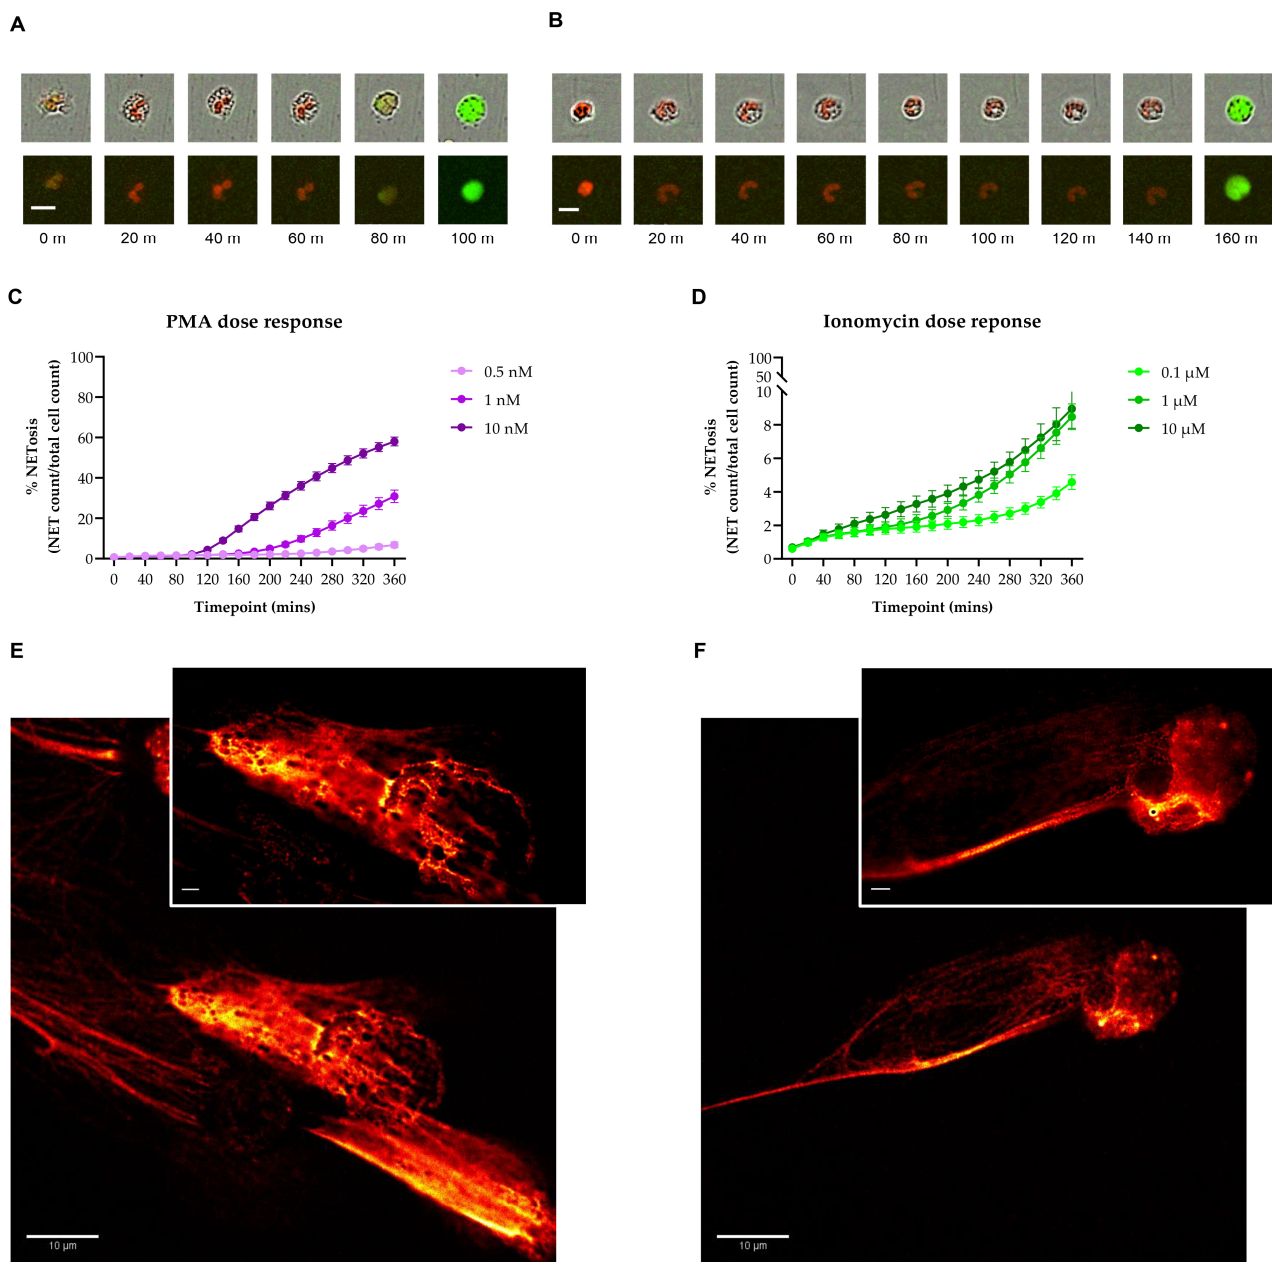 A
B
0 m 20 m 40 m 60 m 80 m 100 m
0 m 20 m 40 m 60 m 80 m 100 m 120 m 140 m 160 m
C
PMA dose response
% NETosis
(NET count/total cell count)
100
80
60
40
20
0
0 40 80 120 160 200 240 280 320 360
Timepoint (mins)
0.5 nM
1 nM
10 nM
D
Ionomycin dose reponse
% NETosis
(NET count/total cell count)
100
50
10
8
6
4
2
0
0 40 80 120 160 200 240 280 320 360
Timepoint (mins)
0.1 µM
1 µM
10 µM
E
10 µm
F
10 µm